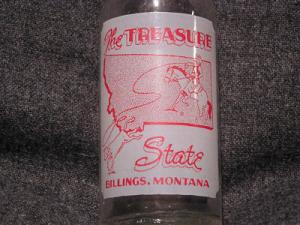 The TREASURE
State
BILLINGS, MONTANA